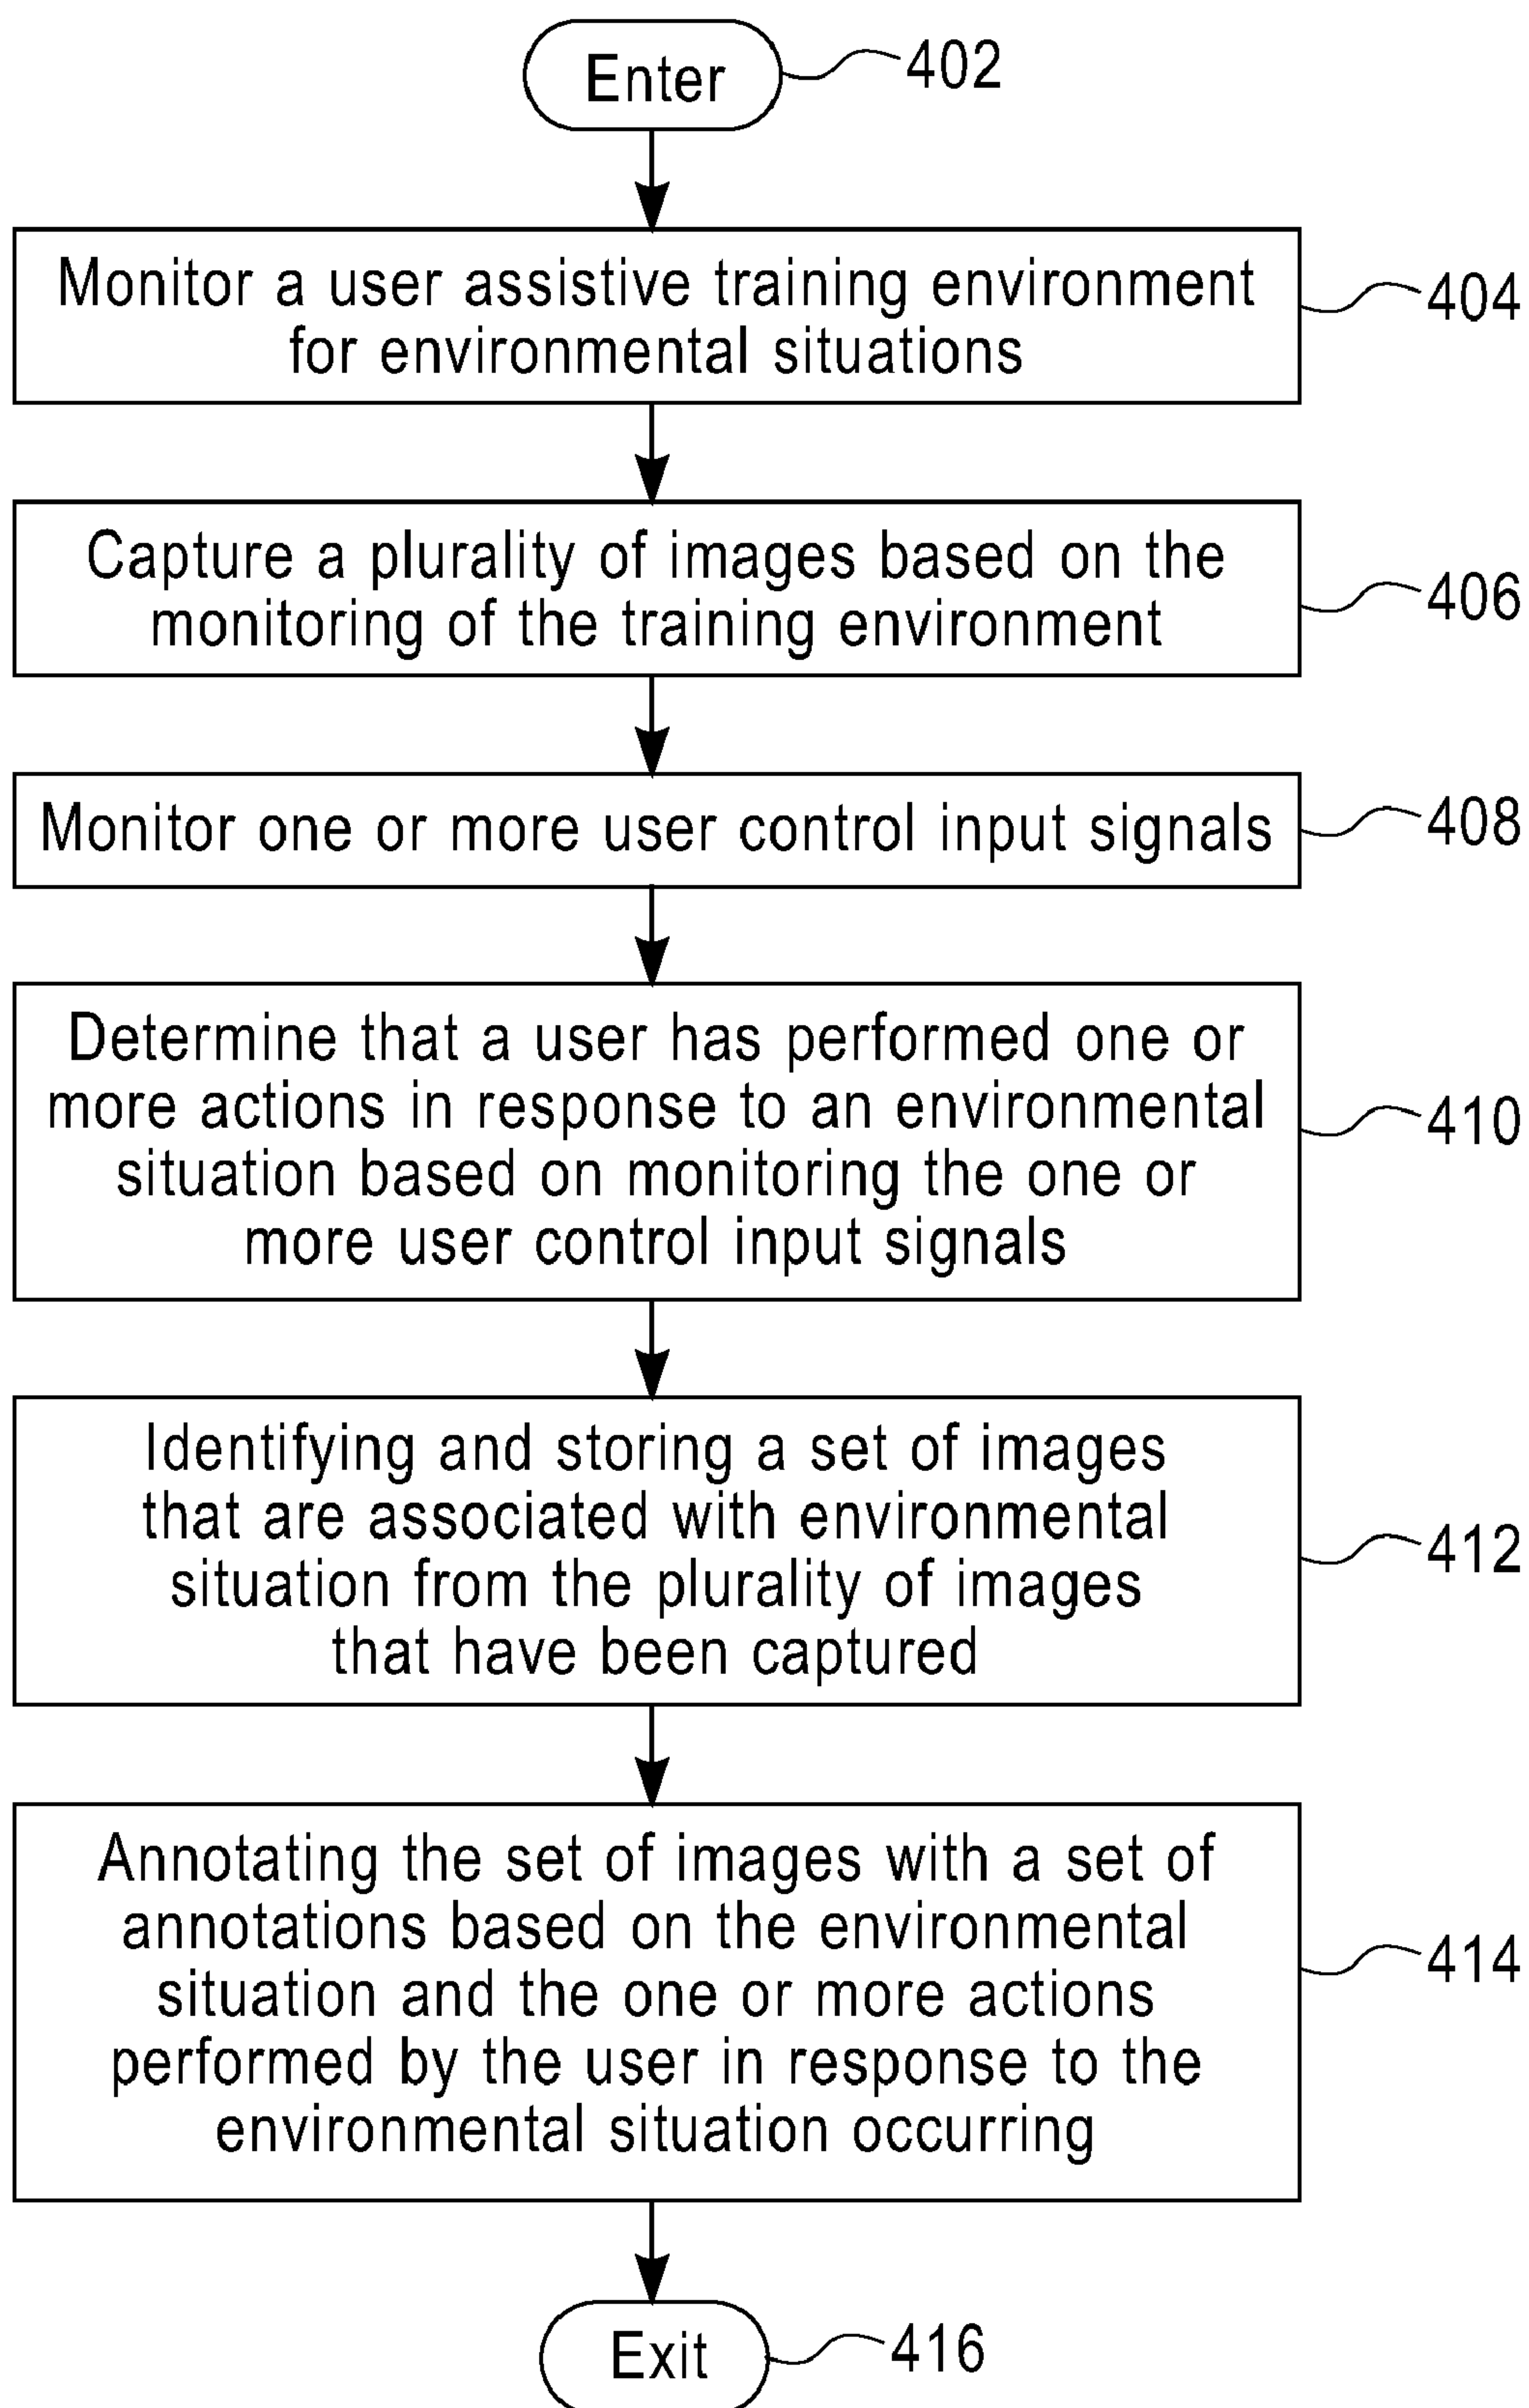 Enter
402
Monitor a user assistive training environment
for environmental situations
404
Capture a plurality of images based on the
monitoring of the training environment
406
Monitor one or more user control input signals
408
Determine that a user has performed one or
more actions in response to an environmental
situation based on monitoring the one or
more user control input signals
410
Identifying and storing a set of images
that are associated with environmental
situation from the plurality of images
that have been captured
412
Annotating the set of images with a set of
annotations based on the environmental
situation and the one or more actions
performed by the user in response to the
environmental situation occurring
414
Exit
416